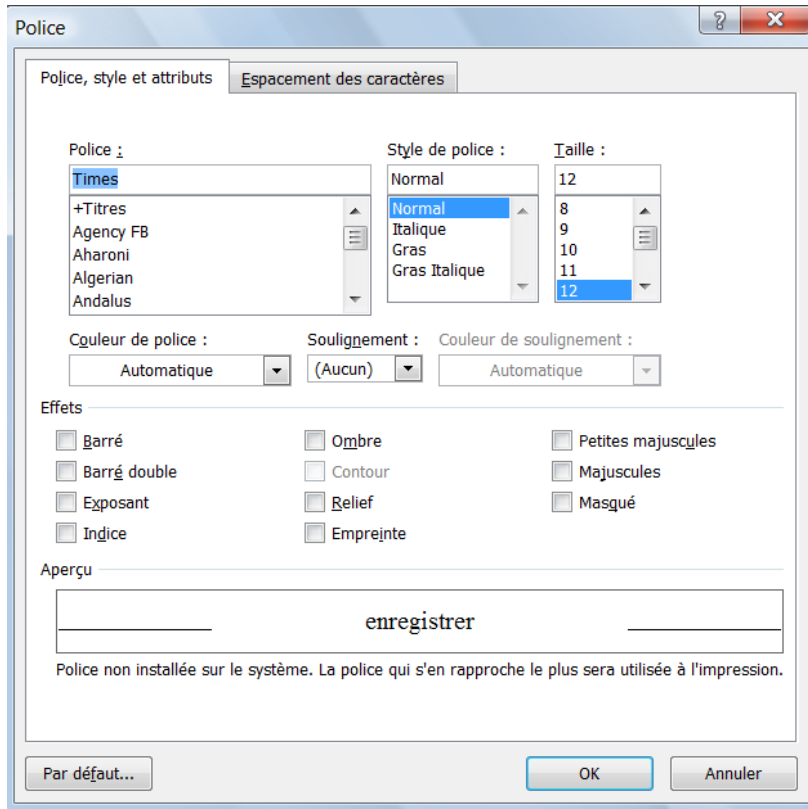 Police
Police, style et attributs Espacement des caractères
Police : Style de police : Taille :
Times Normal 12
+Titres Normal 8
Agency FB Italique 9
Aharoni Gras 10
Algerian Gras Italique 11
Andalus 12
Couleur de police : Soulignement : Couleur de soulignement :
Automatique (Aucun) Automatique
Effets
Barré Ombre Petites majuscules
Barré double Contour Majuscules
Exposant Relief Masqué
Indice Empreinte
Aperçu
enregistrer
Police non installée sur le système. La police qui s'en rapproche le plus sera utilisée à l'impression.
Par défaut... OK Annuler